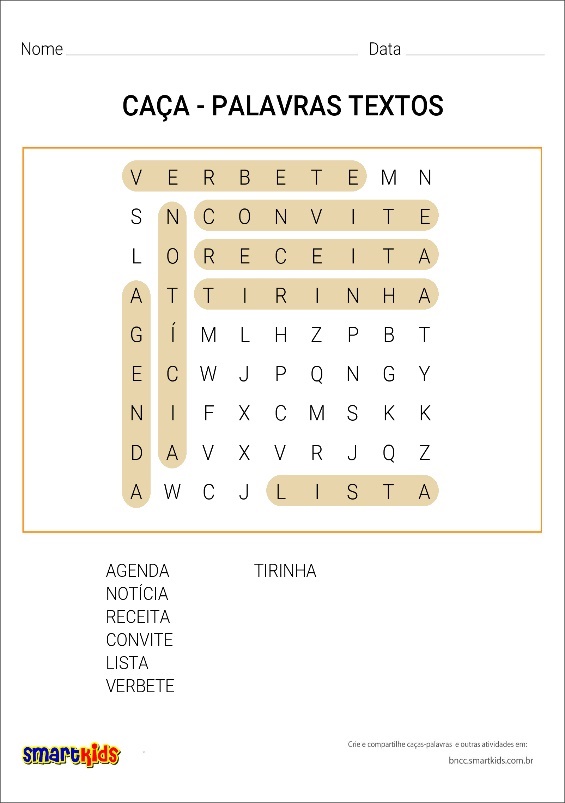 Nome Data
CAÇA - PALAVRAS TEXTOS
V E R B E T E M N
S N C O N V I T E
L O R E C E I T A
A T T I R I N H A
G Í M L H Z P B T
E C W J P Q N G Y
N I F X C M S K K
D A V X V R J Q Z
A W C J L I S T A
AGENDA TIRINHA
NOTÍCIA
RECEITA
CONVITE
LISTA
VERBETE
smartkids
Crie e compartilhe caças-palavras e outras atividades em:
bncc.smartkids.com.br